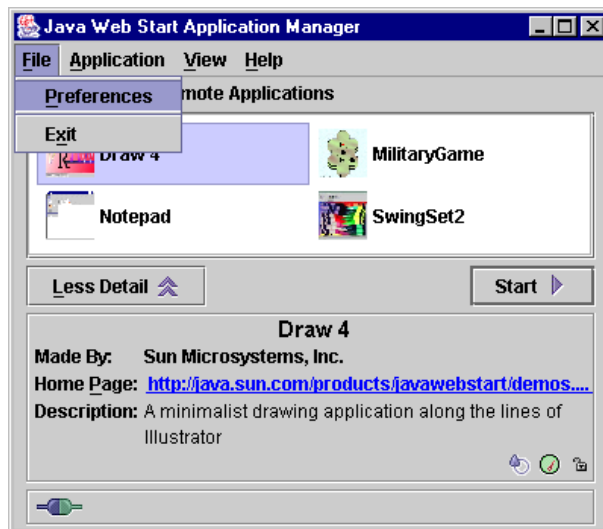 Java Web Start Application Manager
File Application View Help
Preferences
mote Applications
Exit
Draw 4
MilitaryGame
Notepad
SwingSet2
Less Detail
Start
Draw 4
Made By: Sun Microsystems, Inc.
Home Page: http://java.sun.com/products/javawebstart/demos....
Description: A minimalist drawing application along the lines of
Illustrator